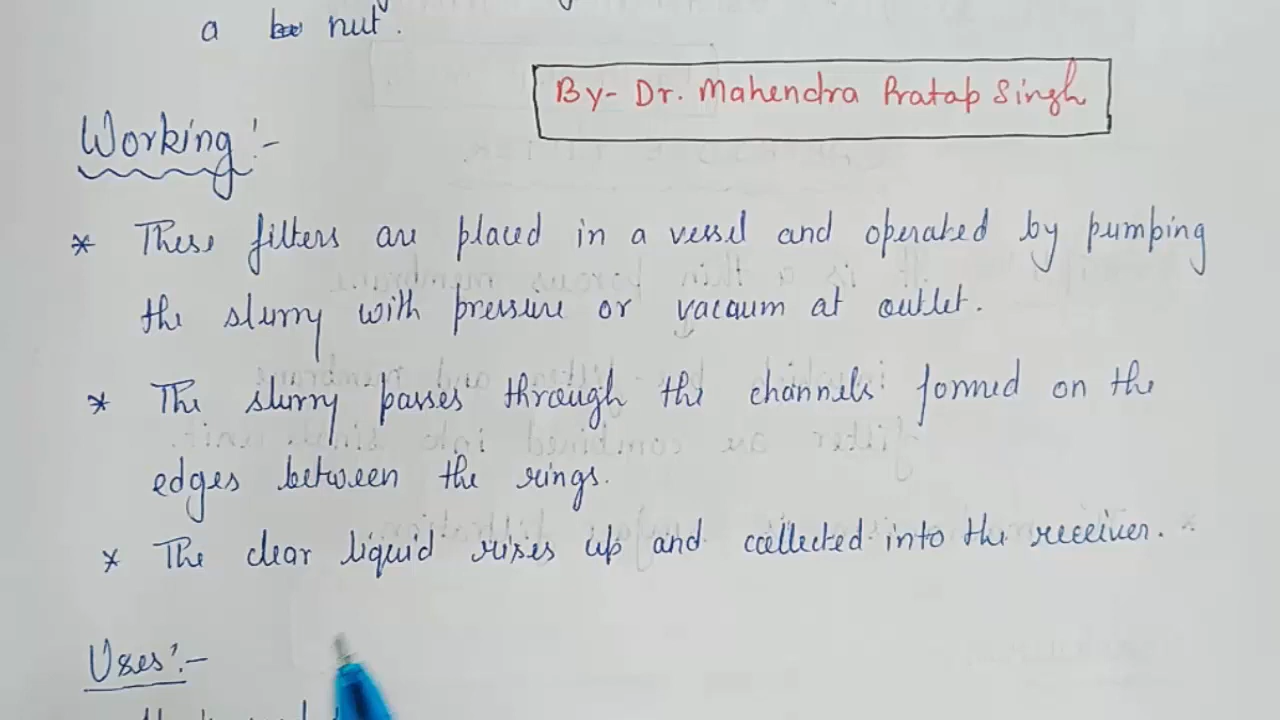 a nut.
By- Dr. Mahendra Pratap Singh
Working :-
* These filters are placed in a vessel and operated by pumping
the slurry with pressure or vacaum at outlet.
* The slurry passes through the channels formed on the
edges between the rings.
* The clear liquid rises up and collected into the receiver.
Uses :-